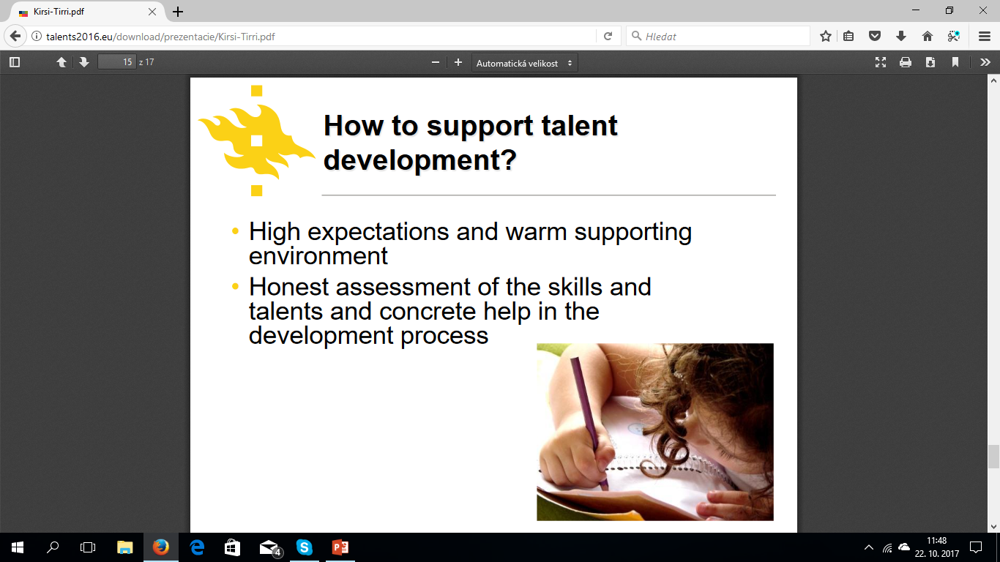 Kirsi-Tirri.pdf
talents2016.eu/download/prezentacie/Kirsi-Tirri.pdf
Hledat
15 z 17
Automatická velikost
How to support talent
development?
• High expectations and warm supporting
environment
• Honest assessment of the skills and
talents and concrete help in the
development process
4
11:48
22. 10. 2017